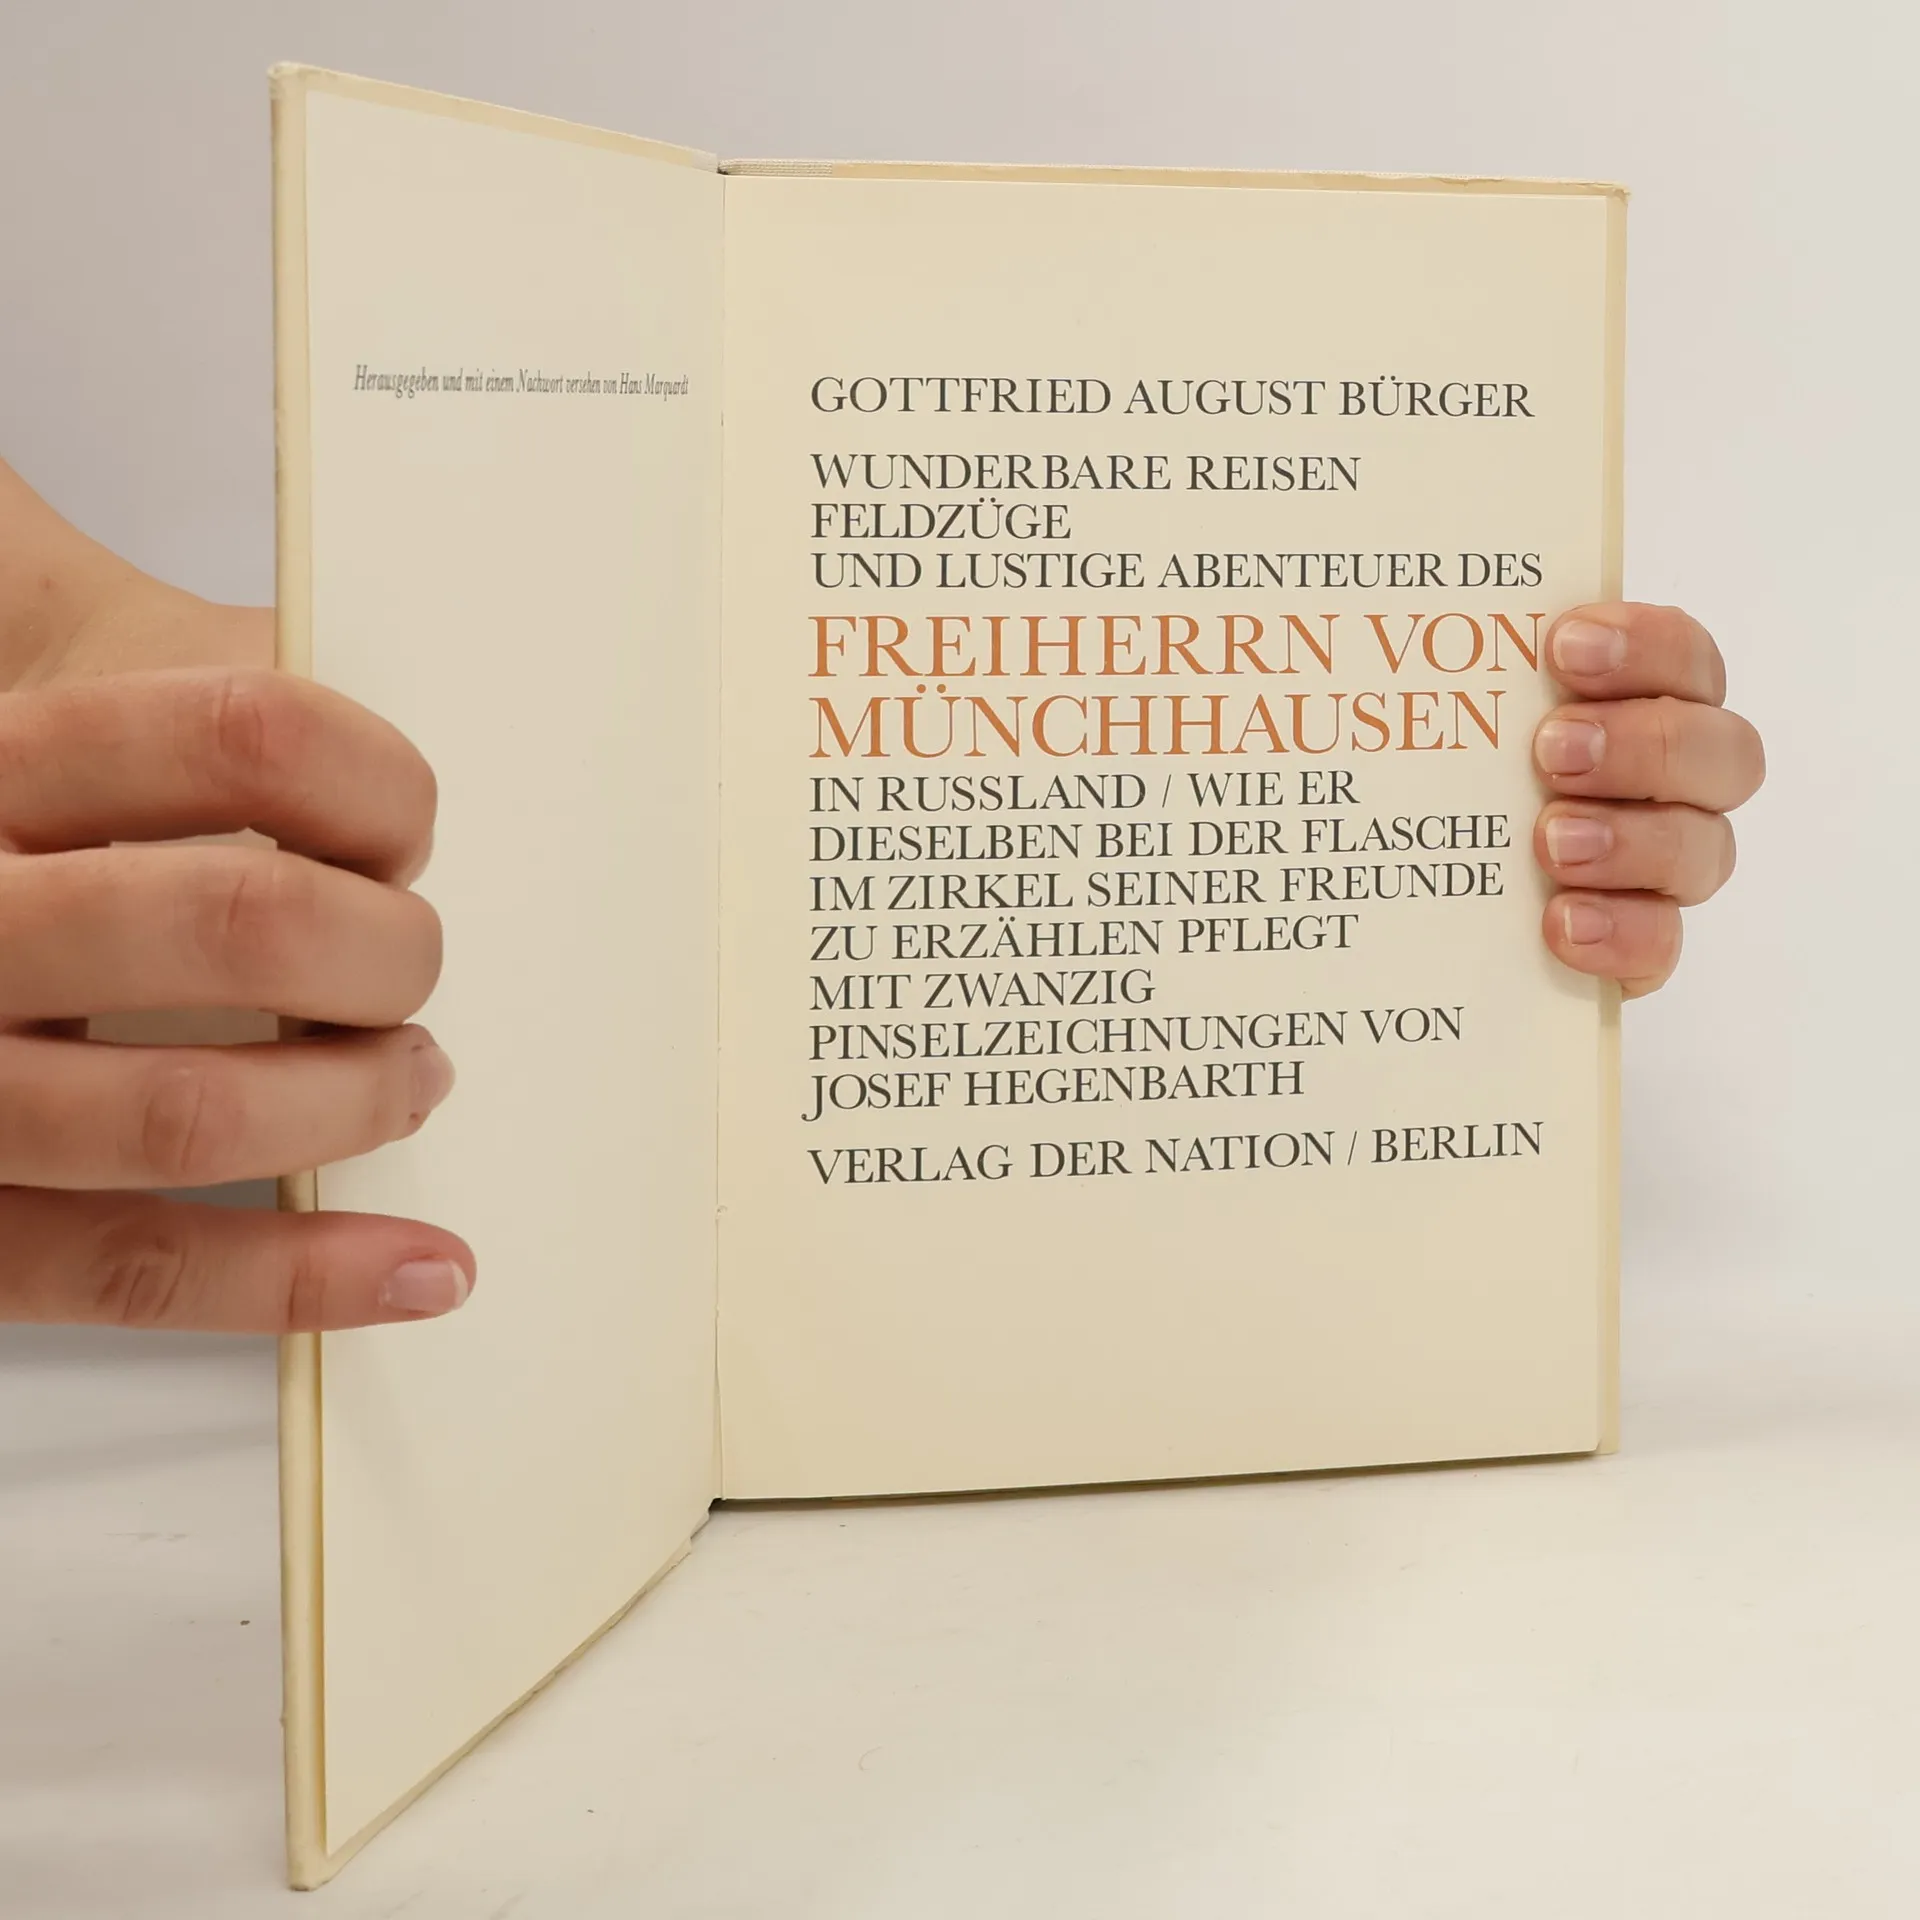 Herausgegeben und mit einem Nachwort versehen von Hans Marquardt
GOTTFRIED AUGUST BÜRGER
WUNDERBARE REISEN
FELDZÜGE
UND LUSTIGE ABENTEUER DES
FREIHERRN VON
MÜNCHHAUSEN
IN RUSSLAND / WIE ER
DIESELBEN BEI DER FLASCHE
IM ZIRKEL SEINER FREUNDE
ZU ERZÄHLEN PFLEGT
MIT ZWANZIG
PINSELZEICHNUNGEN VON
JOSEF HEGENBARTH
VERLAG DER NATION / BERLIN